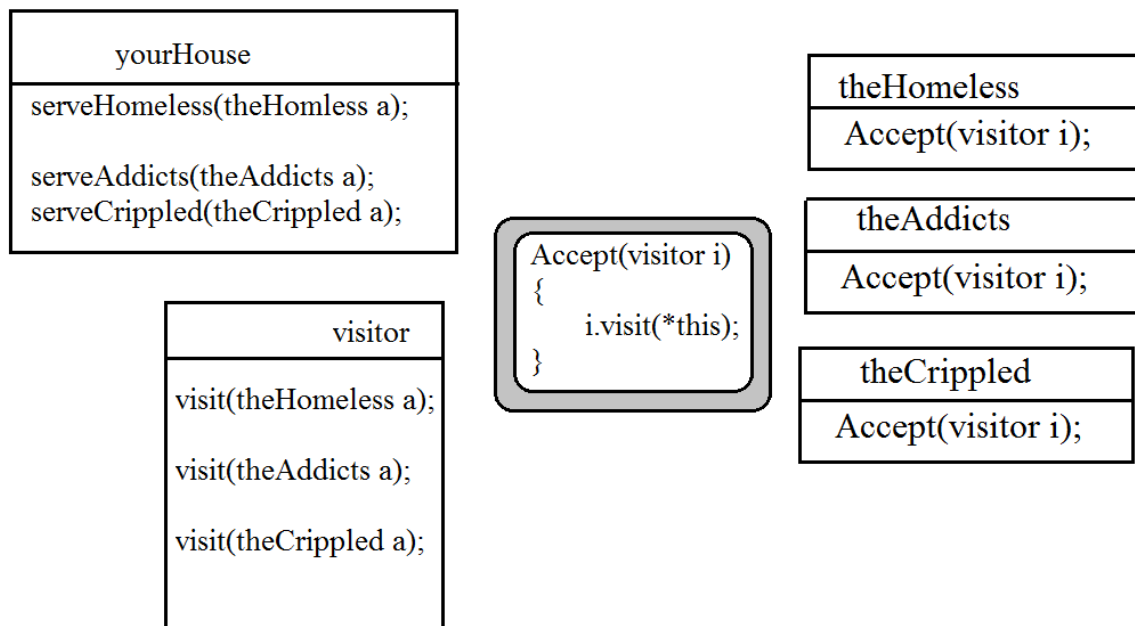 yourHouse
serveHomeless(theHomless a);
serveAddicts(theAddicts a);
serveCrippled(theCrippled a);
visitor
visit(theHomeless a);
visit(theAddicts a);
visit(theCrippled a);
Accept(visitor i)
{
i.visit(*this);
}
theHomeless
Accept(visitor i);
theAddicts
Accept(visitor i);
theCrippled
Accept(visitor i);